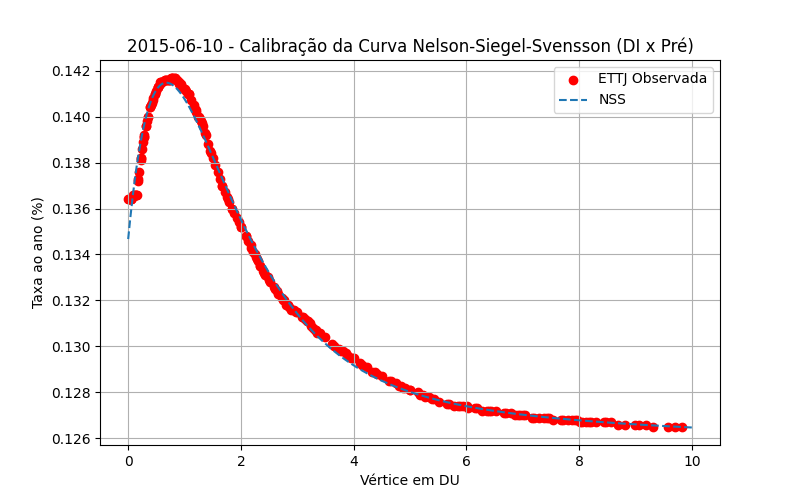 2015-06-10 - Calibração da Curva Nelson-Siegel-Svensson (DI x Pré)
ETTJ Observada
NSS
Taxa ao ano (%)
0.142
0.140
0.138
0.136
0.134
0.132
0.130
0.128
0.126
0 2 4 6 8 10
Vértice em DU